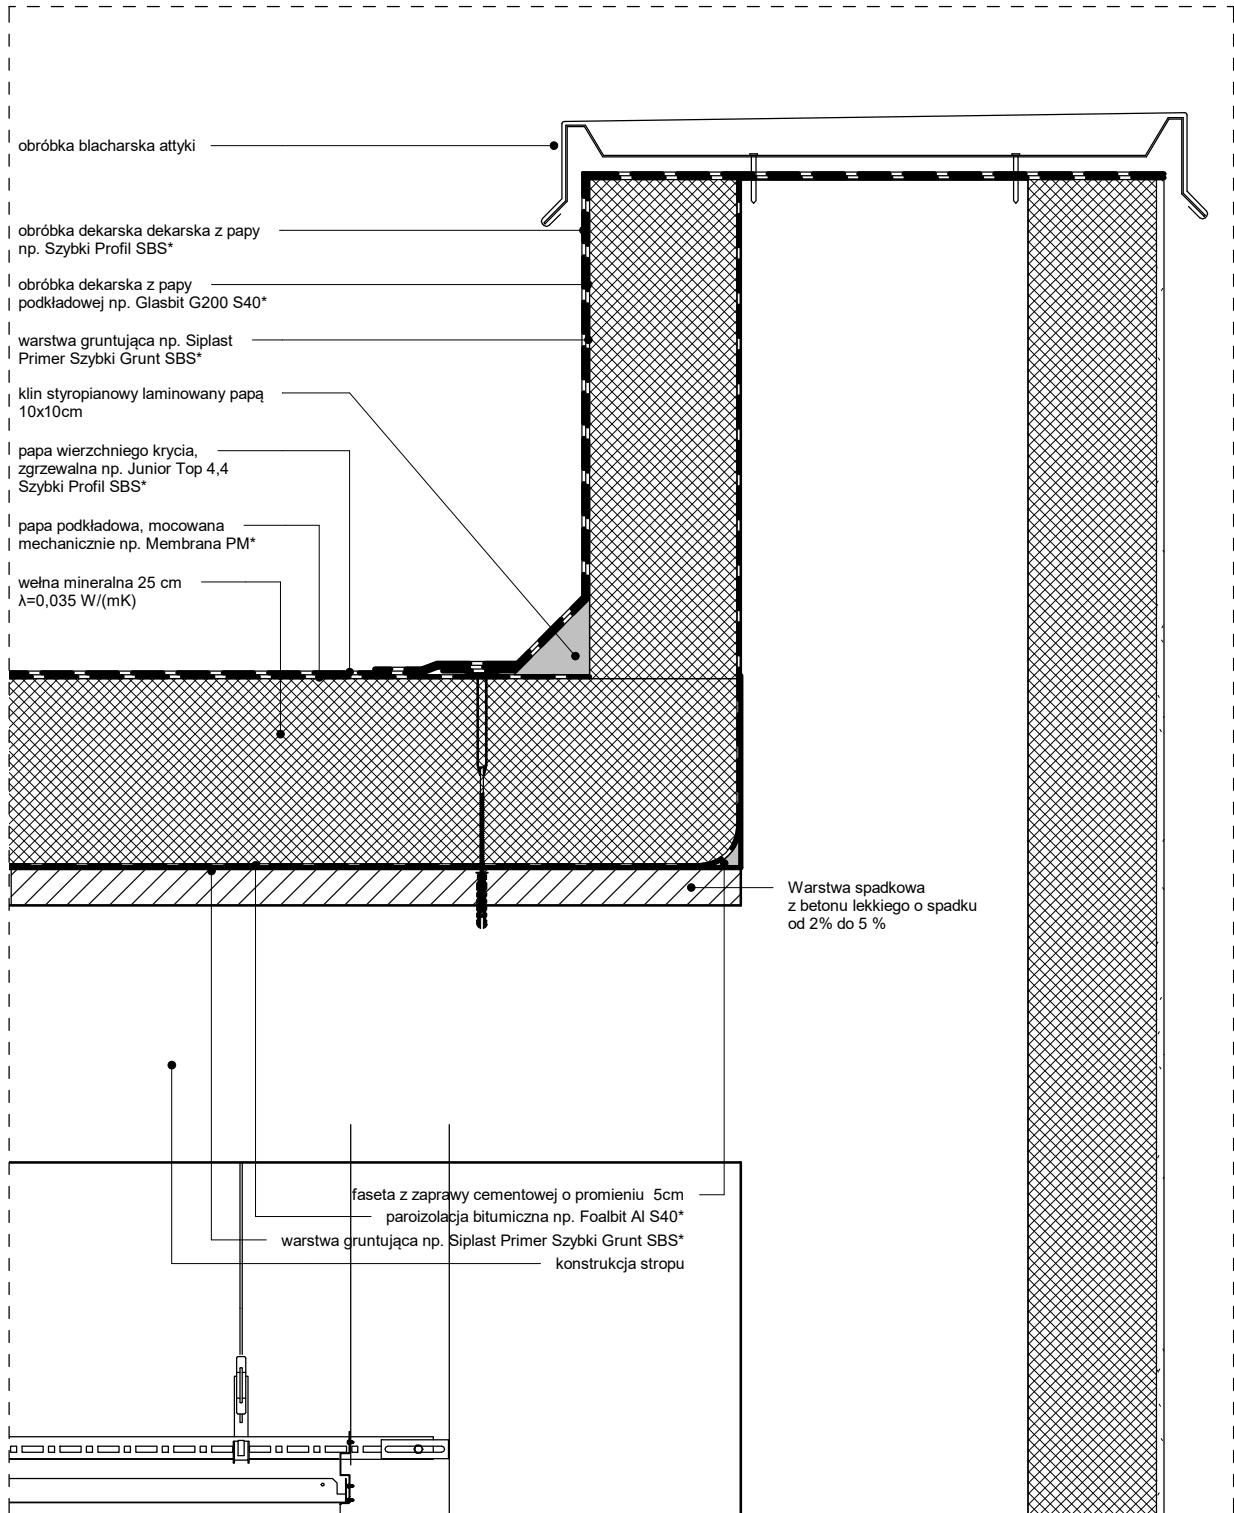 obróbka blacharska attyki
obróbka dekarska dekarska z papy
np. Szybki Profil SBS*
obróbka dekarska z papy
podkładowej np. Glasbit G200 S40*
warstwa gruntująca np. Siplast
Primer Szybki Grunt SBS*
klin styropianowy laminowany papą
10x10cm
papa wierzchniego krycia,
zgrzewalna np. Junior Top 4,4
Szybki Profil SBS*
papa podkładowa, mocowana
mechanicznie np. Membrana PM*
wełna mineralna 25 cm
λ=0,035 W/(mK)
Warstwa spadkowa
z betonu lekkiego o spadku
od 2% do 5 %
faseta z zaprawy cementowej o promieniu 5cm
paroizolacja bitumiczna np. Foalbit Al S40*
warstwa gruntująca np. Siplast Primer Szybki Grunt SBS*
konstrukcja stropu